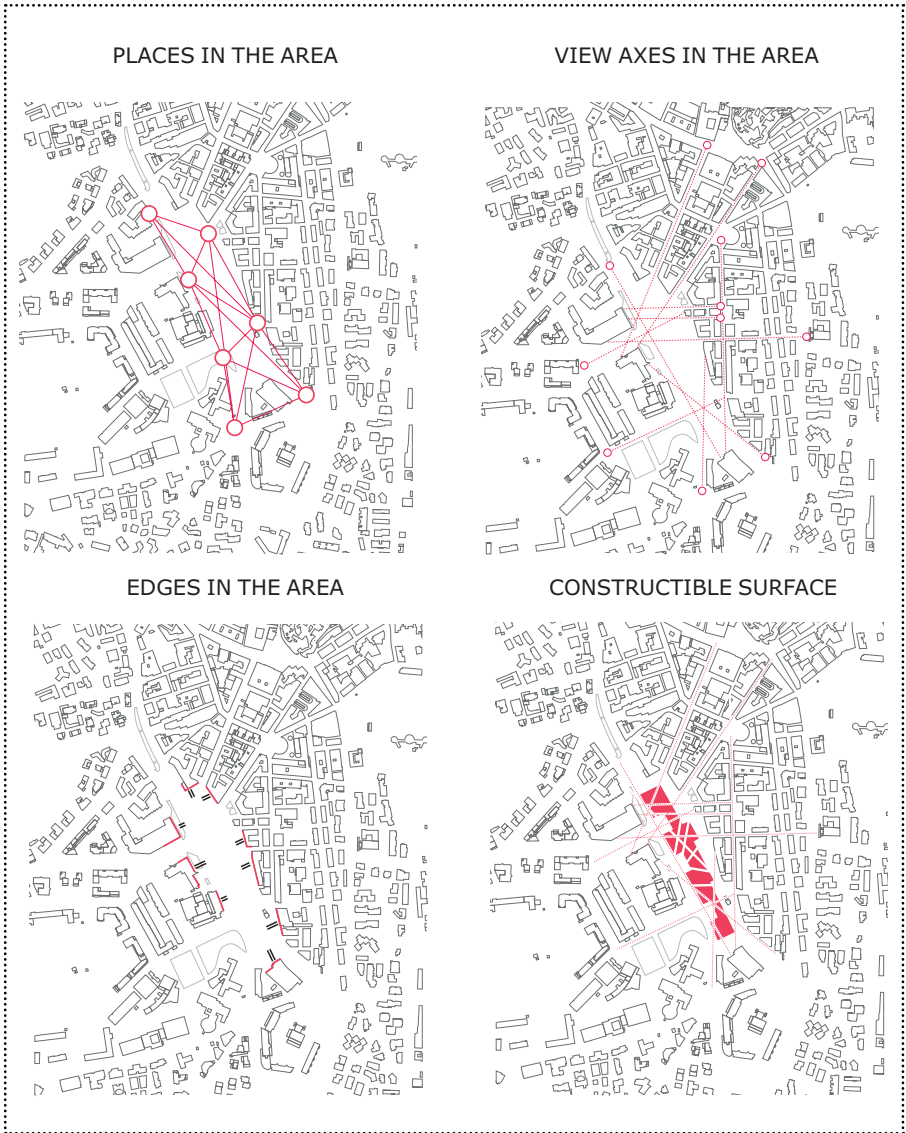 PLACES IN THE AREA
VIEW AXES IN THE AREA
EDGES IN THE AREA
CONSTRUCTIBLE SURFACE